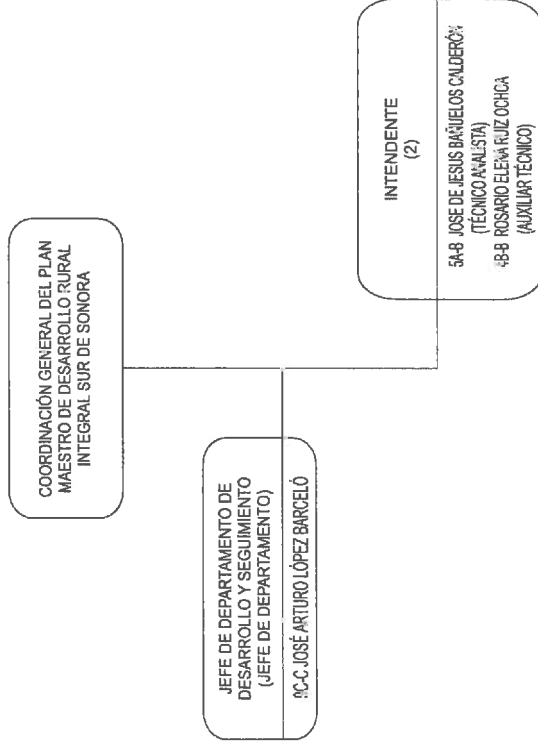 COORDINACIÓN GENERAL DEL PLAN
MAESTRO DE DESARROLLO RURAL
INTEGRAL SUR DE SONORA
JEFE DE DEPARTAMENTO DE
DESARROLLO Y SEGUIMIENTO
(JEFE DE DEPARTAMENTO)
JOSÉ ARTURO LÓPEZ BARCELÓ
INTENDENTE
(2)
5A-B JOSE DE JESUS BAÑUELOS CALDERÓN
(TÉCNICO ANALISTA)
4B-B ROSARIO ELENA RUIZ OCHCA
(AUXILIAR TÉCNICO)